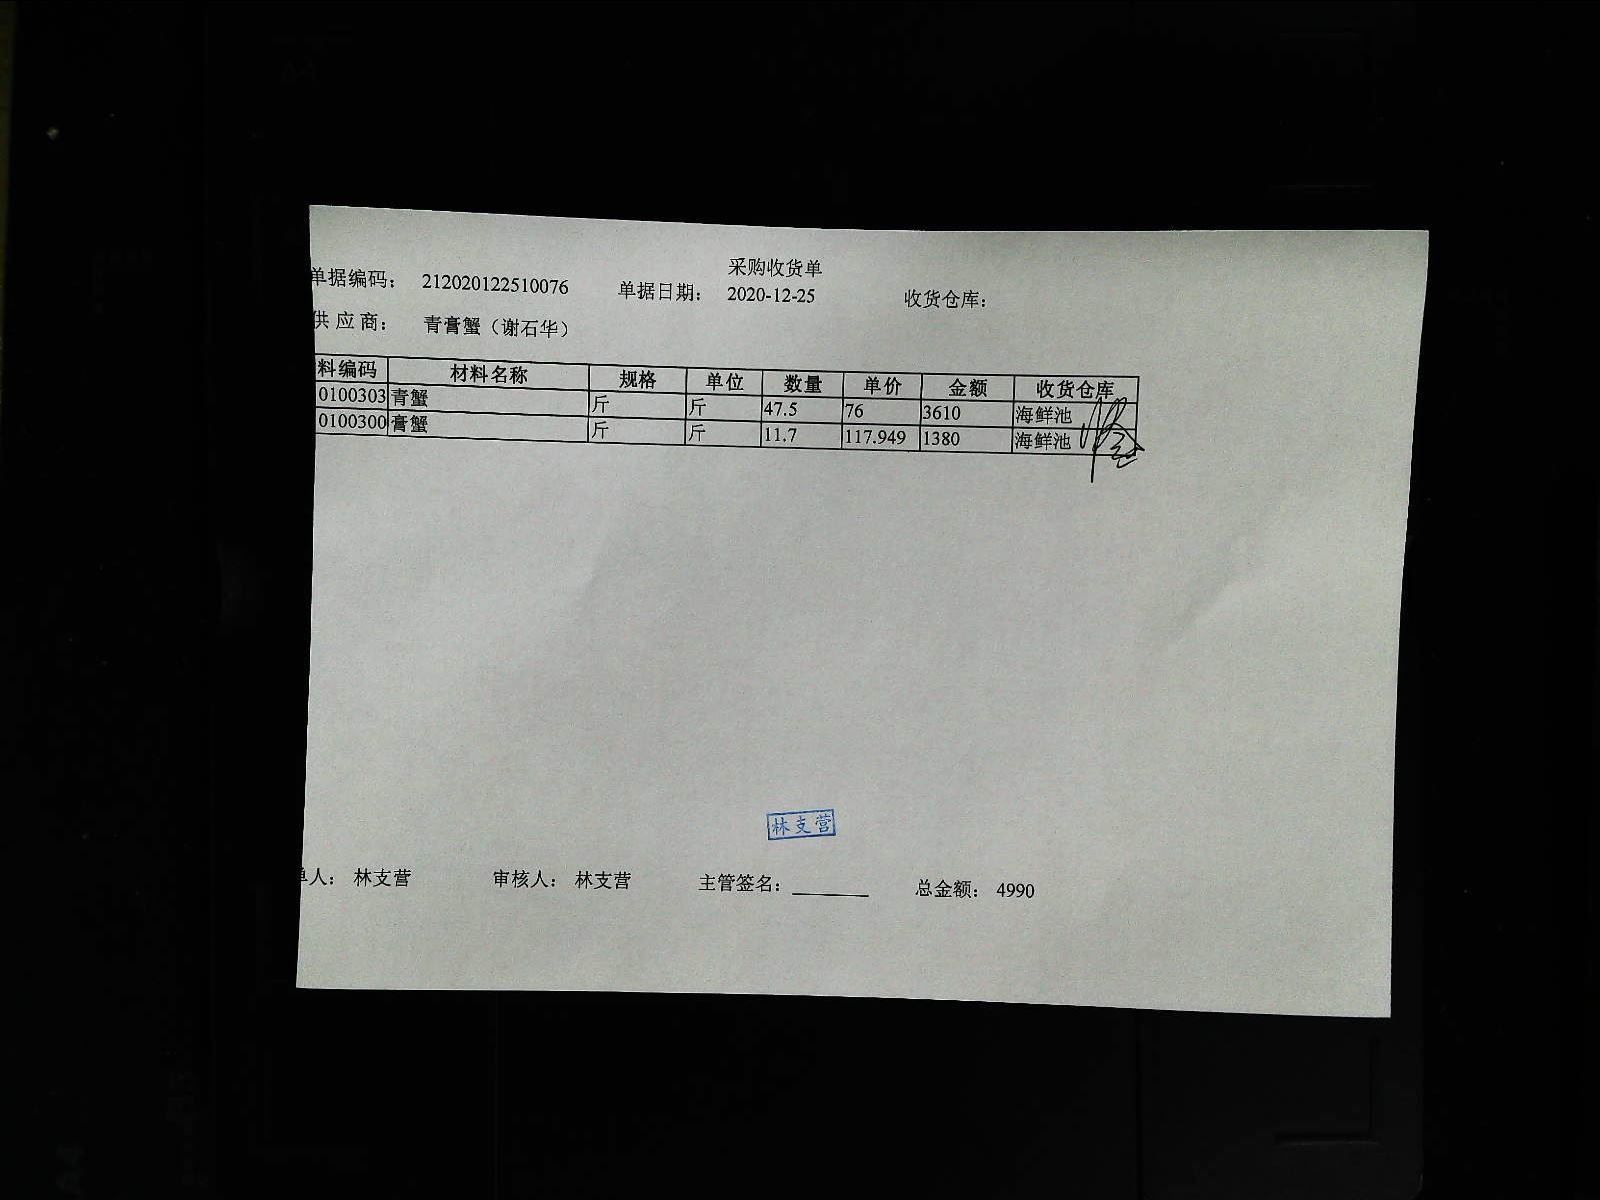 采购收货单
单据编码： 212020122510076 单据日期： 2020-12-25 收货仓库：
供 应 商： 青膏蟹（谢石华）
料编码 材料名称 规格 单位 数量 单价 金额 收货仓库
0100303 青蟹 斤 斤 47.5 76 3610 海鲜池
0100300 膏蟹 斤 斤 11.7 117.949 1380 海鲜池
林支营
单人： 林支营 审核人： 林支营 主管签名： 总金额： 4990